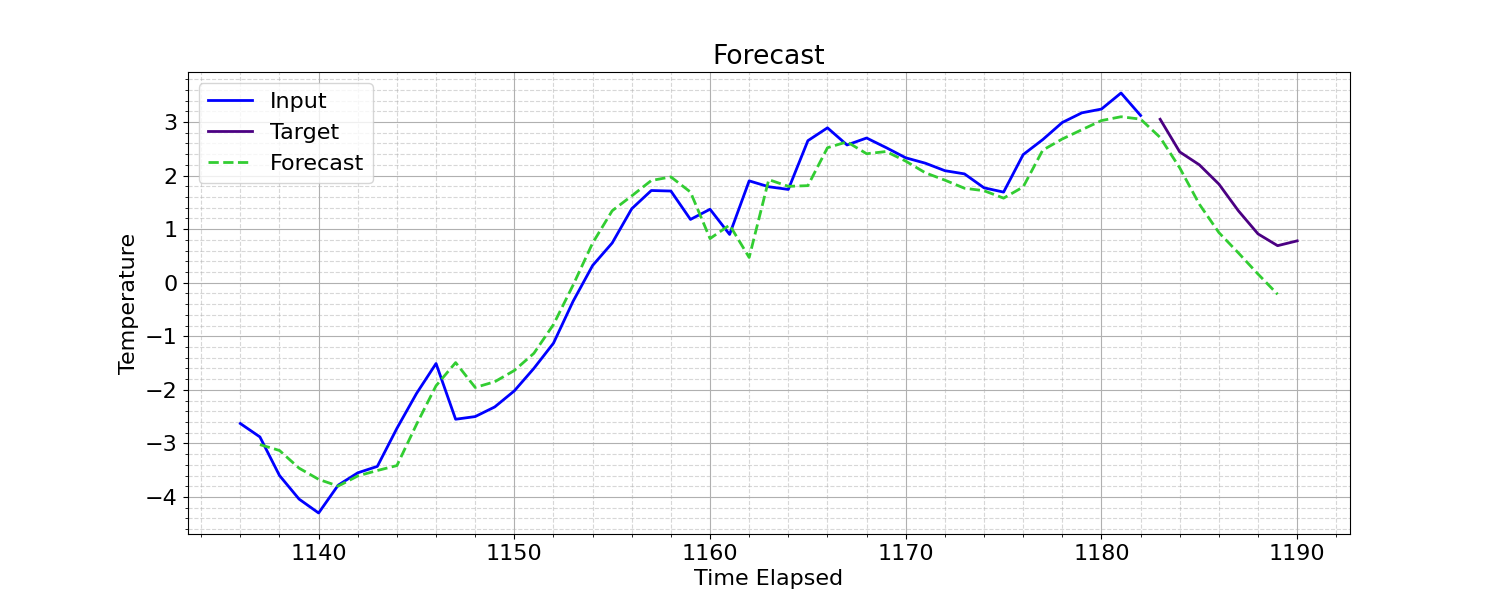 Forecast
Input
Target
Forecast
Temperature
3
2
1
0
−1
−2
−3
−4
1140 1150 1160 1170 1180 1190
Time Elapsed